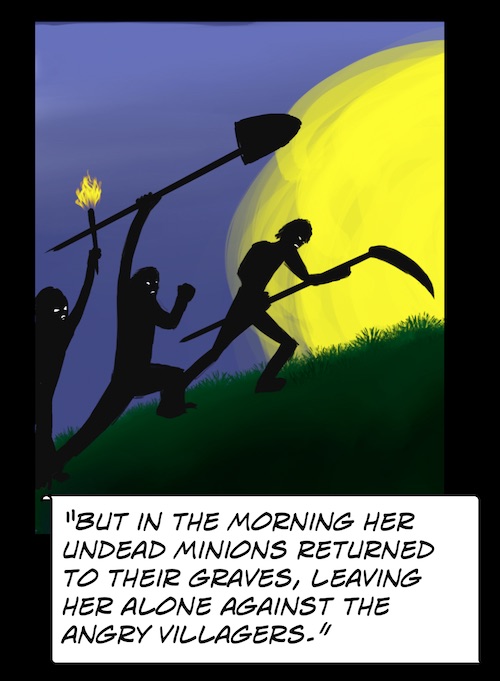 "BUT IN THE MORNING HER
UNDEAD MINIONS RETURNED
TO THEIR GRAVES, LEAVING
HER ALONE AGAINST THE
ANGRY VILLAGERS."